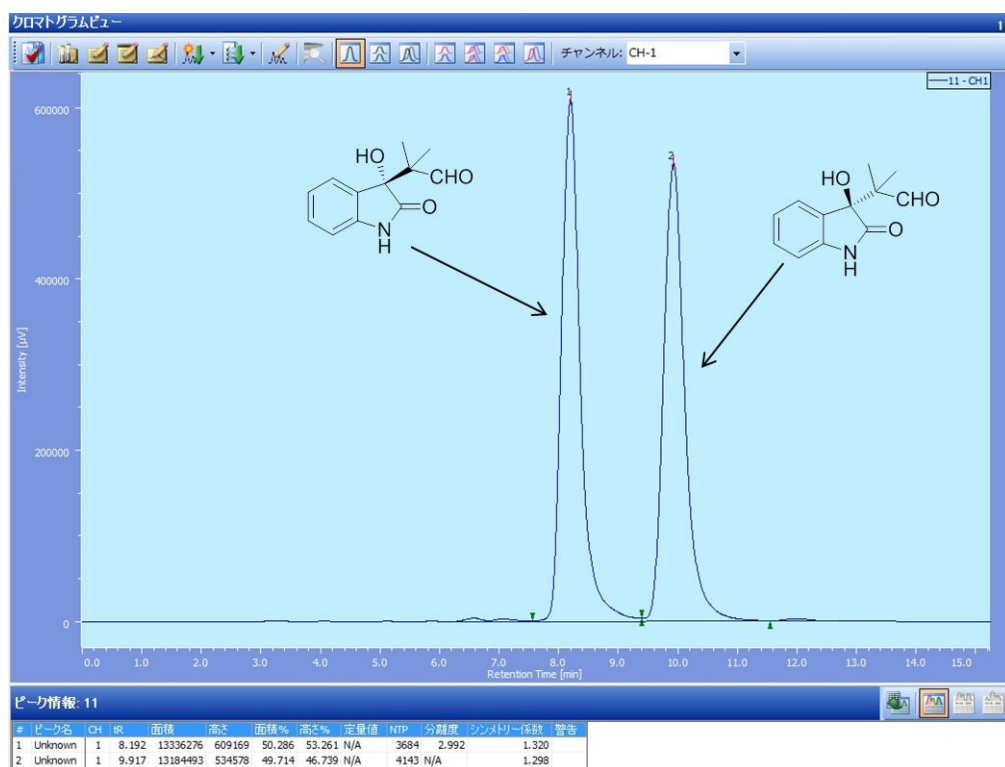 クロマトグラムビュー 1
チャンネル: CH-1
11 - CH1
Intensity [µV]
600000
400000
200000
0
1
2
HO
CHO
O
N
H
HO
CHO
O
N
H
0.0 1.0 2.0 3.0 4.0 5.0 6.0 7.0 8.0 9.0 10.0 11.0 12.0 13.0 14.0 15.0
Retention Time [min]
ピーク情報: 11
# ピーク名 CH tR 面積 高さ 面積% 高さ% 定量値 NTP 分離度 シンメトリー係数 警告
1 Unknown 1 8.192 13336276 609169 50.286 53.261 N/A 3684 2.992 1.320
2 Unknown 1 9.917 13184493 534578 49.714 46.739 N/A 4143 N/A 1.298